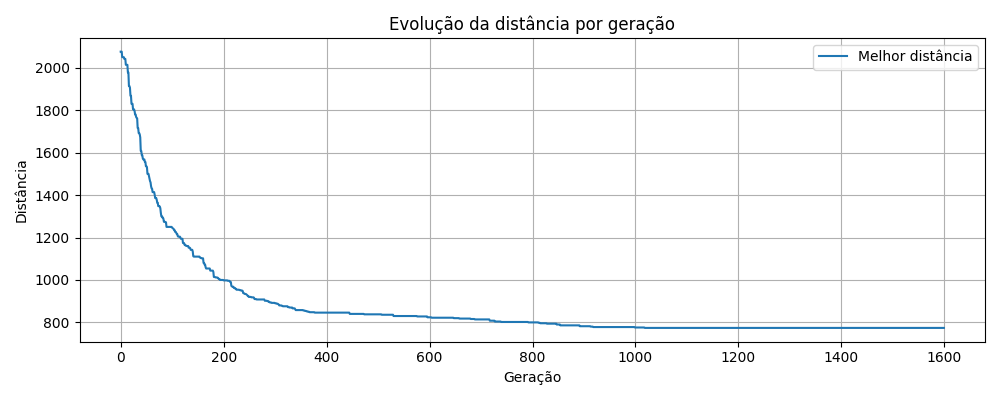 Evolução da distância por geração
Melhor distância
Distância
2000
1800
1600
1400
1200
1000
800
0 200 400 600 800 1000 1200 1400 1600
Geração